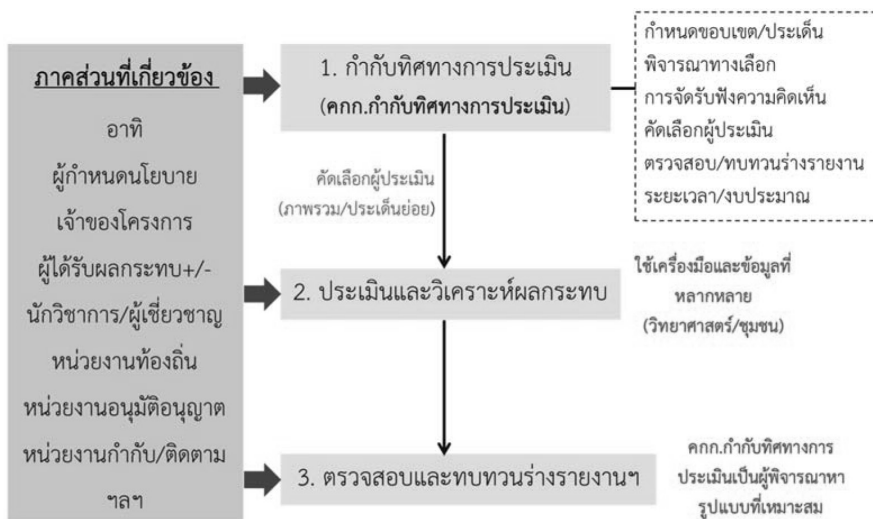 ภาคส่วนที่เกี่ยวข้อง
อาทิ
ผู้กำหนดนโยบาย
เจ้าของโครงการ
ผู้ได้รับผลกระทบ+/-
นักวิชาการ/ผู้เชี่ยวชาญ
หน่วยงานท้องถิ่น
หน่วยงานอนุมัติอนุญาต
หน่วยงานกำกับ/ติดตาม
ฯลฯ
1. กำกับทิศทางการประเมิน
(คกก.กำกับทิศทางการประเมิน)
กำหนดขอบเขต/ประเด็น
พิจารณาทางเลือก
การจัดรับฟังความคิดเห็น
คัดเลือกผู้ประเมิน
ตรวจสอบ/ทบทวนร่างรายงาน
ระยะเวลา/งบประมาณ
คัดเลือกผู้ประเมิน
(ภาพรวม/ประเด็นย่อย)
2. ประเมินและวิเคราะห์ผลกระทบ
ใช้เครื่องมือและข้อมูลที่
หลากหลาย
(วิทยาศาสตร์/ชุมชน)
3. ตรวจสอบและทบทวนร่างรายงานฯ
คกก.กำกับทิศทางการ
ประเมินเป็นผู้พิจารณาหา
รูปแบบที่เหมาะสม